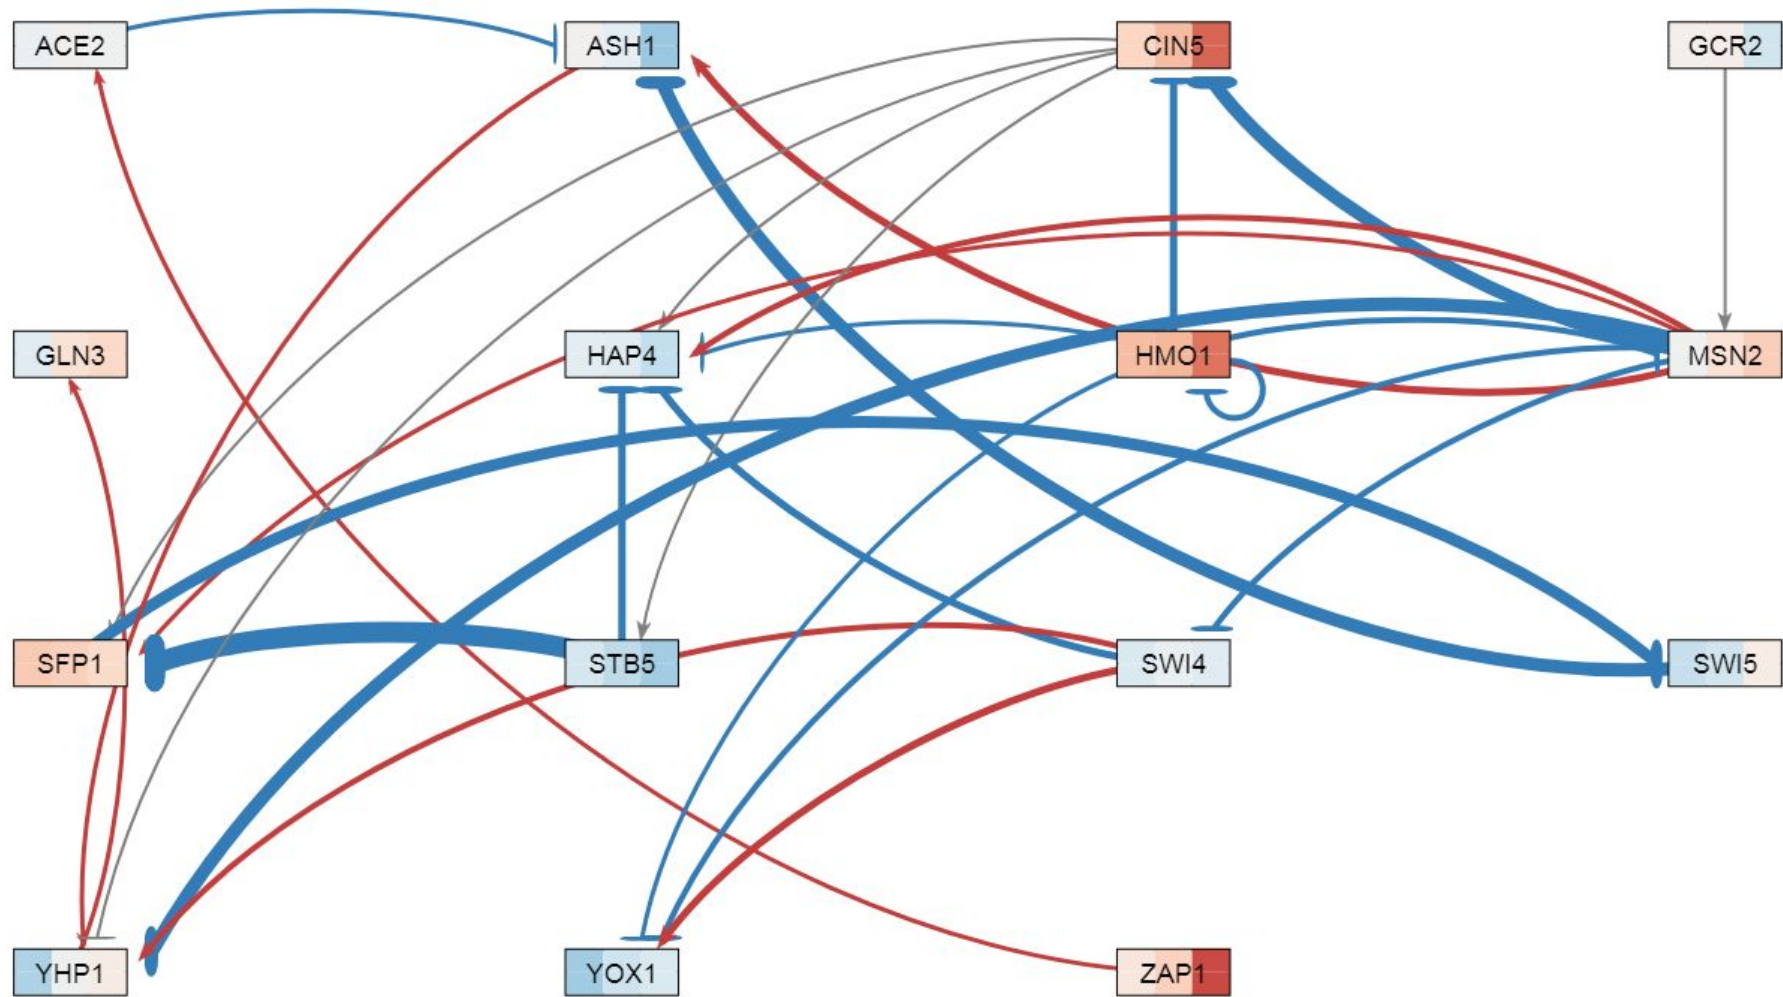 ACE2
ASH1
CIN5
GCR2
GLN3
HAP4
HMO1
MSN2
SFP1
STB5
SWI4
SWI5
YHP1
YOX1
ZAP1